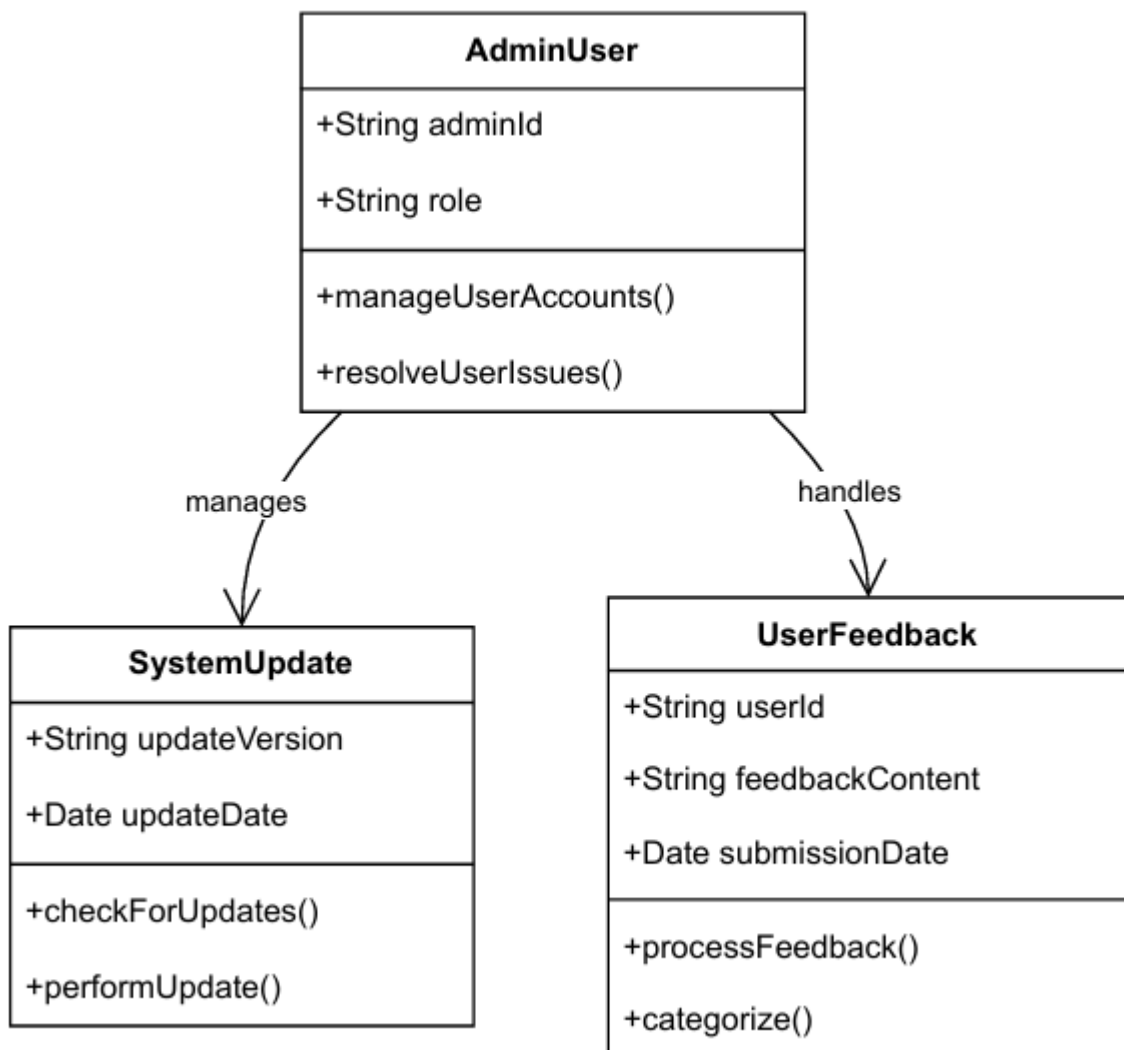 AdminUser
+String adminId
+String role
+manageUserAccounts()
+resolveUserIssues()
manages
handles
SystemUpdate
+String updateVersion
+Date updateDate
+checkForUpdates()
+performUpdate()
UserFeedback
+String userId
+String feedbackContent
+Date submissionDate
+processFeedback()
+categorize()